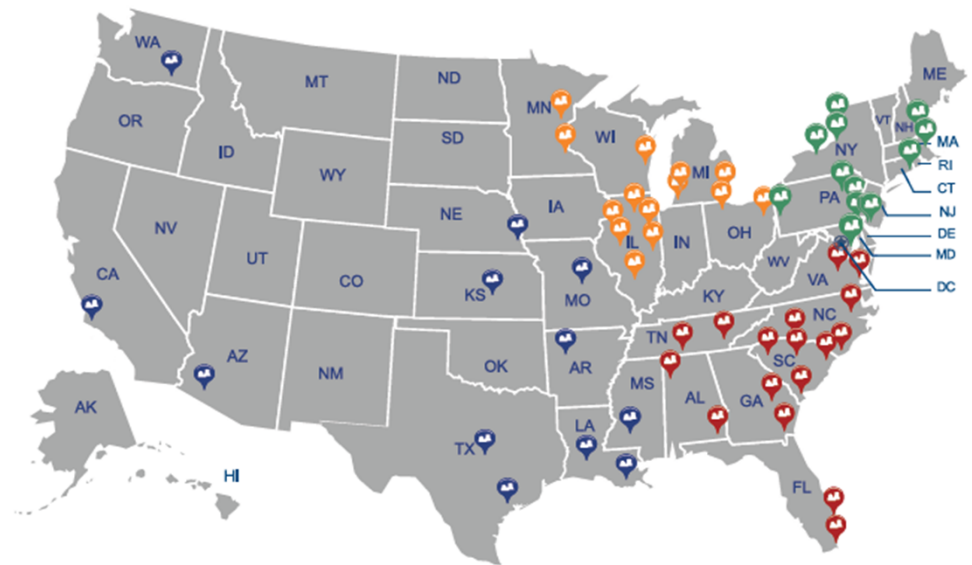 WA
MT
ND
MN
ME
OR
ID
SD
WI
VT
NH
MA
NY
MI
RI
WY
CT
NE
IA
PA
NJ
NV
UT
IL
IN
OH
DE
MD
CA
CO
KS
MO
WV
VA
DC
KY
NC
AZ
NM
OK
AR
TN
SC
MS
AL
GA
AK
TX
LA
HI
FL